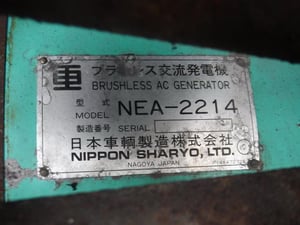 重 ブラシレス交流発電機
BRUSHLESS AC GENERATOR
型式
MODEL NEA-2214
製造番号 SERIAL
日本車輌製造株式会社
NIPPON SHARYO, LTD.
NAGOYA JAPAN